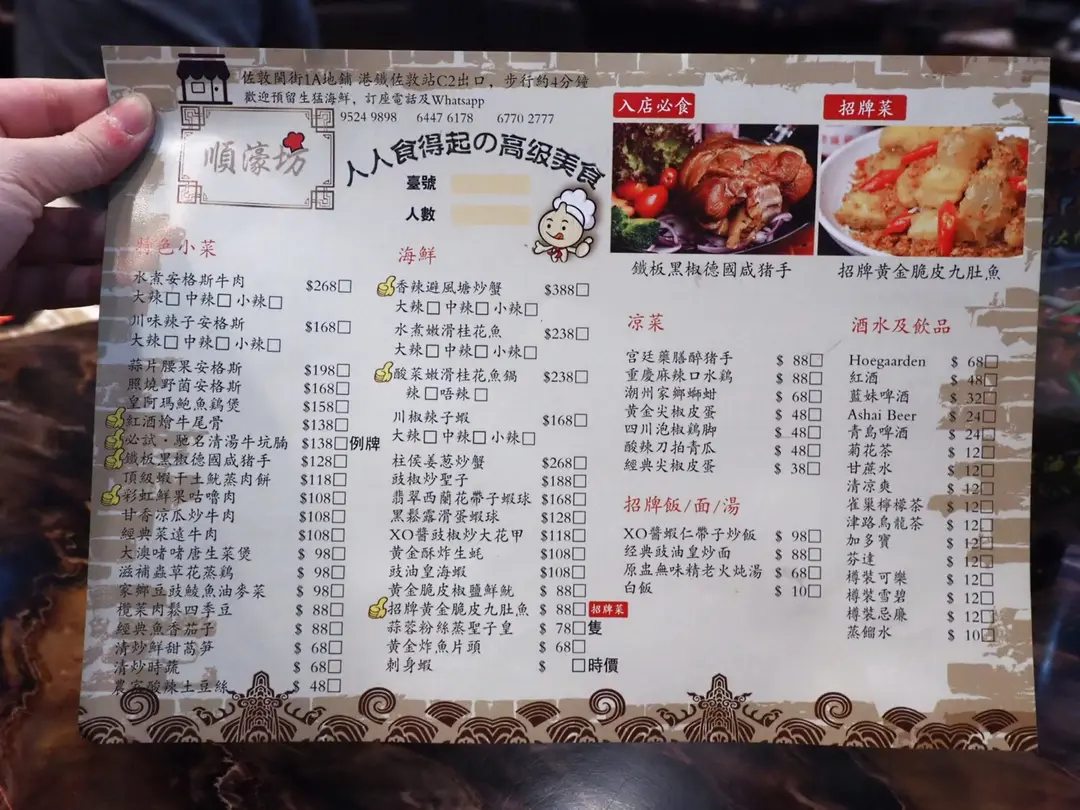 佐敦閩街1A地鋪 港鐵佐敦站C2出口，步行約4分鐘
歡迎預留生猛海鮮，訂座電話及Whatsapp
9524 9898 6447 6178 6770 2777
順濠坊
人人食得起の高级美食
臺號
人數
入店必食
鐵板黑椒德國咸猪手
招牌菜
招牌黃金脆皮九肚魚
特色小菜
水煮安格斯牛肉 $268□
大辣□ 中辣□ 小辣□
川味辣子安格斯 $168□
大辣□ 中辣□ 小辣□
蒜片腰果安格斯 $198□
照燒野菌安格斯 $168□
皇阿瑪鮑魚鷄煲 $158□
紅酒燴牛尾骨 $138□
必試·馳名清湯牛坑腩 $138□例牌
鐵板黑椒德國咸猪手 $128□
頂級蝦干土魷蒸肉餅 $118□
彩虹鮮果咕嚕肉 $108□
甘香凉瓜炒牛肉 $108□
經典菜遠牛肉 $108□
大澳啫啫唐生菜煲 $ 98□
滋補蟲草花蒸鷄 $ 98□
家鄉豆豉鯪魚油麥菜 $ 98□
欖菜肉鬆四季豆 $ 88□
經典魚香茄子 $ 88□
清炒鮮甜萵笋 $ 68□
清炒時蔬 $ 68□
農家酸辣土豆絲 $ 48□
海鮮
香辣避風塘炒蟹 $388□
大辣□ 中辣□ 小辣□
水煮嫩滑桂花魚 $238□
大辣□ 中辣□ 小辣□
酸菜嫩滑桂花魚鍋 $238□
辣□唔辣□
川椒辣子蝦 $168□
大辣□ 中辣□ 小辣□
柱侯姜葱炒蟹 $268□
豉椒炒聖子 $188□
翡翠西蘭花帶子蝦球 $168□
黑鬆露滑蛋蝦球 $128□
XO醬豉椒炒大花甲 $118□
黃金酥炸生蚝 $108□
豉油皇海蝦 $108□
黃金脆皮椒鹽鮮魷 $ 88□
招牌黃金脆皮九肚魚 $ 88□ 招牌菜
蒜蓉粉絲蒸聖子皇 $ 78□隻
黃金炸魚片頭 $ 68□
刺身蝦 $ □時價
凉菜
宫廷藥膳醉猪手 $ 88□
重慶麻辣口水鷄 $ 88□
潮州家鄉螄蚶 $ 68□
黃金尖椒皮蛋 $ 48□
四川泡椒鷄脚 $ 48□
酸辣刀拍青瓜 $ 48□
經典尖椒皮蛋 $ 38□
招牌飯/面/湯
XO醬蝦仁帶子炒飯 $ 98□
经典豉油皇炒面 $ 88□
原盅無味精老火炖湯 $ 68□
白飯 $ 10□
酒水及飲品
Hoegaarden $ 68□
紅酒 $ 48□
藍妹啤酒 $ 32□
Ashai Beer $ 24□
青島啤酒 $ 24□
菊花茶 $ 12□
甘蔗水 $ 12□
清凉爽 $ 12□
雀巢檸檬茶 $ 12□
津路烏龍茶 $ 12□
加多寶 $ 12□
芬達 $ 12□
樽裝可樂 $ 12□
樽裝雪碧 $ 12□
樽裝忌廉 $ 12□
蒸餾水 $ 10□